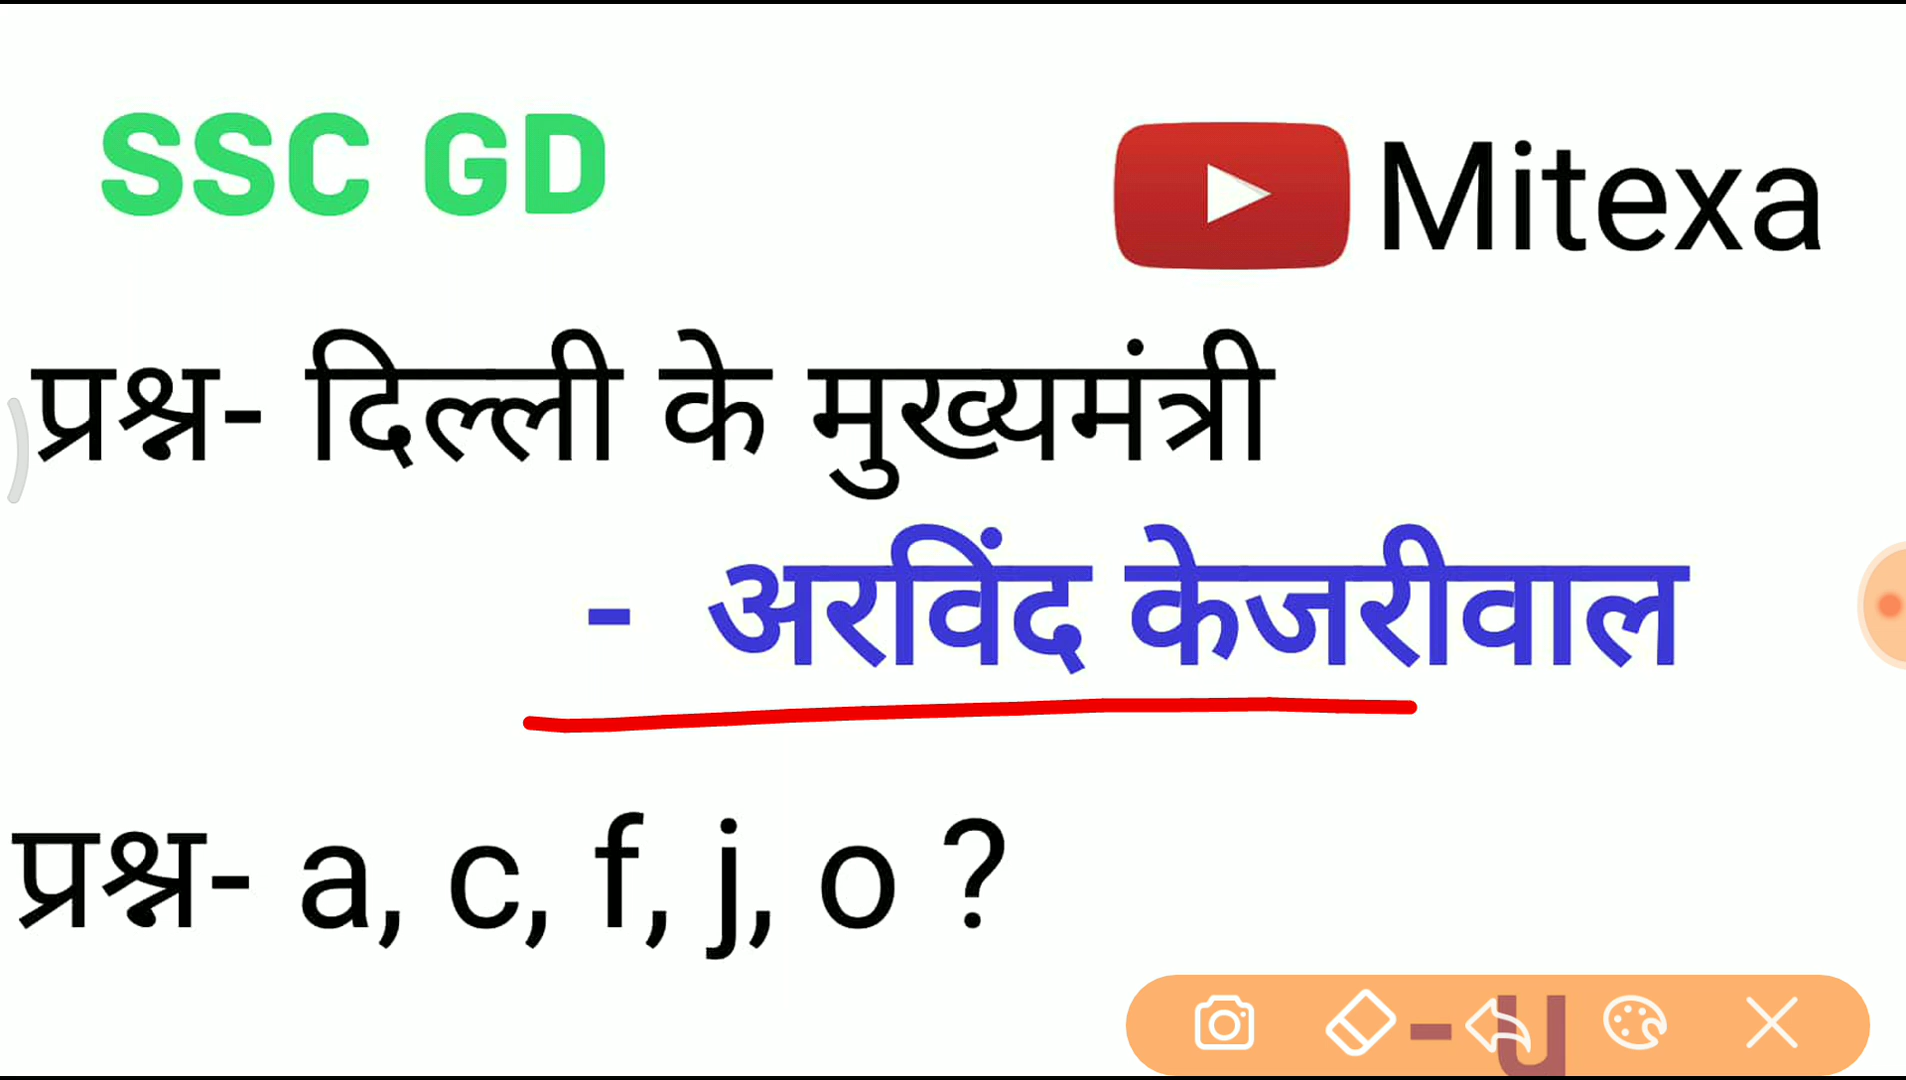 SSC GD
Mitexa
प्रश्न- दिल्ली के मुख्यमंत्री
- अरविंद केजरीवाल
प्रश्न- a, c, f, j, o ?
- u